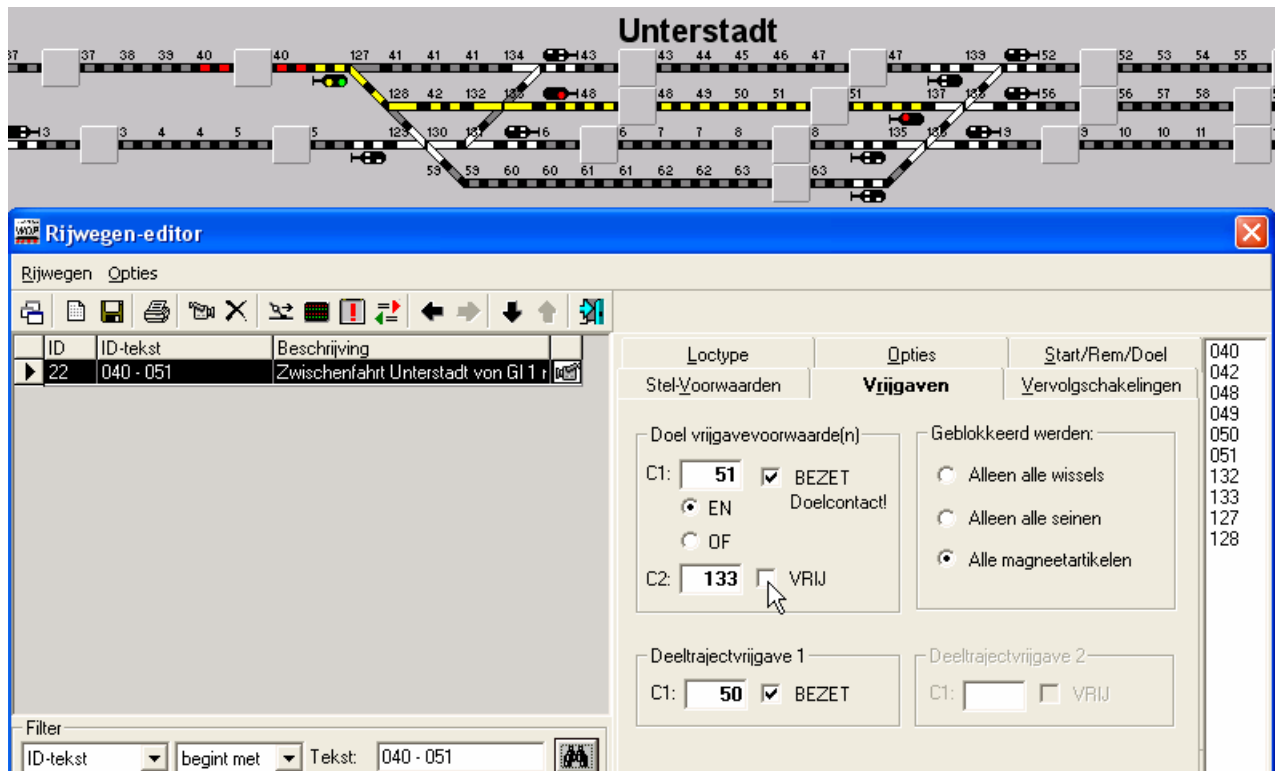 Unterstadt
37 37 38 39 40 40 127 41 41 41 134 43 43 44 45 46 47 47 139 52 52 53 54 55
128 42 132 133 48 48 49 50 51 51 137 138 56 56 57 58
3 3 4 4 5 5 129 130 131 6 6 7 7 8 8 135 136 9 9 10 10 11
59 59 60 60 61 61 62 62 63 63
Rijwegen-editor
Rijwegen Opties
ID ID-tekst Beschrijving
22 040 - 051 Zwischenfahrt Unterstadt von Gl 1 r
Loctype Opties Start/Rem/Doel
Stel-Voorwaarden Vrijgaven Vervolgschakelingen
Doel vrijgavevoorwaarde(n)
C1: 51 BEZET
Doelcontact!
EN
OF
C2: 133 VRIJ
Geblokkeerd werden:
Alleen alle wissels
Alleen alle seinen
Alle magneetartikelen
Deeltrajectvrijgave 1
C1: 50 BEZET
Deeltrajectvrijgave 2
C1: VRIJ
040
042
048
049
050
051
132
133
127
128
Filter
ID-tekst begint met Tekst: 040 - 051